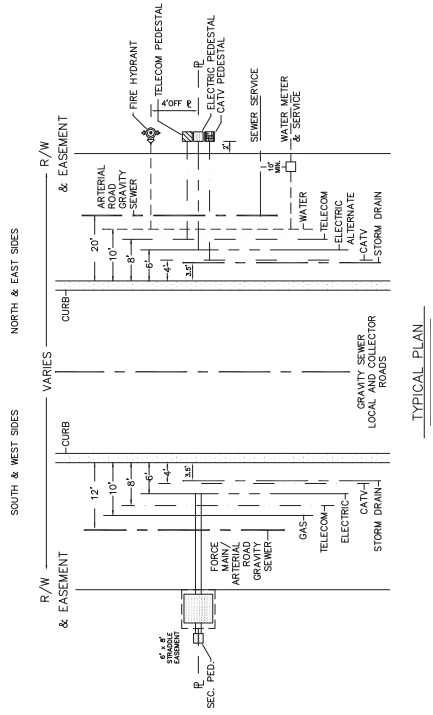 SOUTH & WEST SIDES
NORTH & EAST SIDES
R/W
& EASEMENT
VARIES
R/W
& EASEMENT
CURB
CURB
12'
10'
8'
6'
4'
3.5'
20'
10'
8'
6'
4'
3.5'
ARTERIAL
ROAD
GRAVITY
SEWER
FIRE HYDRANT
TELECOM PEDESTAL
4'OFF ⅊
⅊
ELECTRIC PEDESTAL
CATV PEDESTAL
2'
SEWER SERVICE
10'
MIN.
WATER METER
& SERVICE
6' x 8'
STRADDLE
EASEMENT
⅊
SEC. PED.
FORCE
MAIN/
ARTERIAL ROAD
GRAVITY
SEWER
GAS
TELECOM
ELECTRIC
CATV
STORM DRAIN
GRAVITY SEWER
LOCAL AND COLLECTOR
ROADS
WATER
TELECOM
ELECTRIC
ALTERNATE
CATV
STORM DRAIN
TYPICAL PLAN